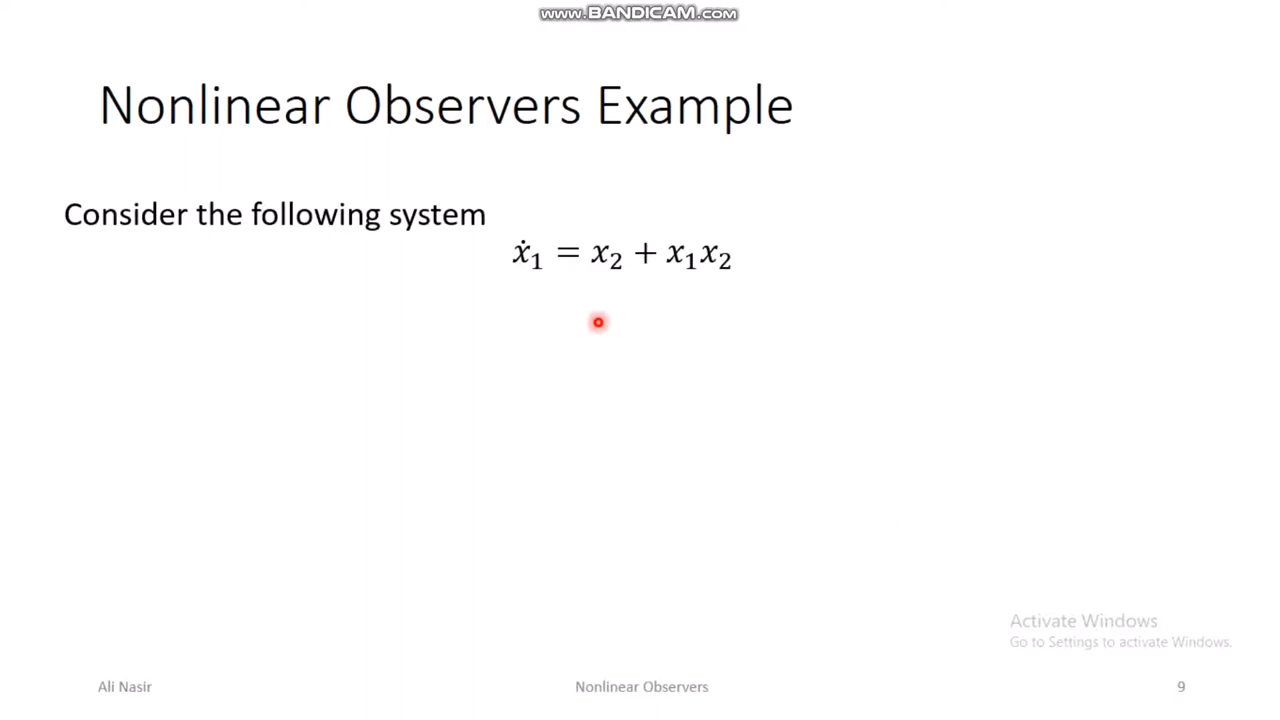 www.BANDICAM.com
Nonlinear Observers Example
Consider the following system
ẋ₁ = x₂ + x₁x₂
Activate Windows
Go to Settings to activate Windows.
Ali Nasir Nonlinear Observers 9